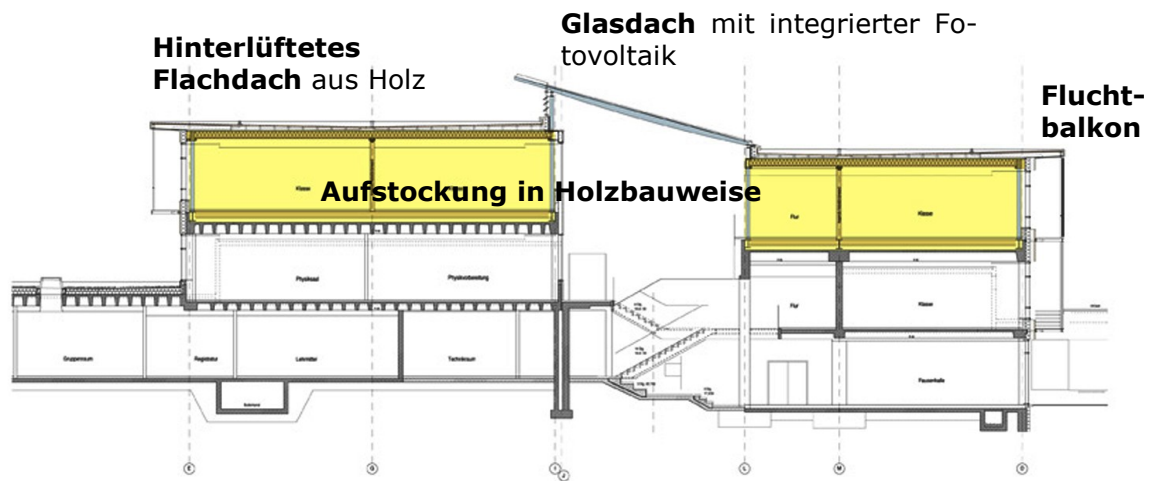 Hinterlüftetes
Flachdach aus Holz
Glasdach mit integrierter Fo-
tovoltaik
Flucht-
balkon
Aufstockung in Holzbauweise
Klasse
Flur
Klasse
Physiksaal
Physikvorbereitung
Flur
Klasse
Gruppenraum
Registratur
Lehrmittel
Technikraum
Pausenhalle
E
G
I
J
L
M
O